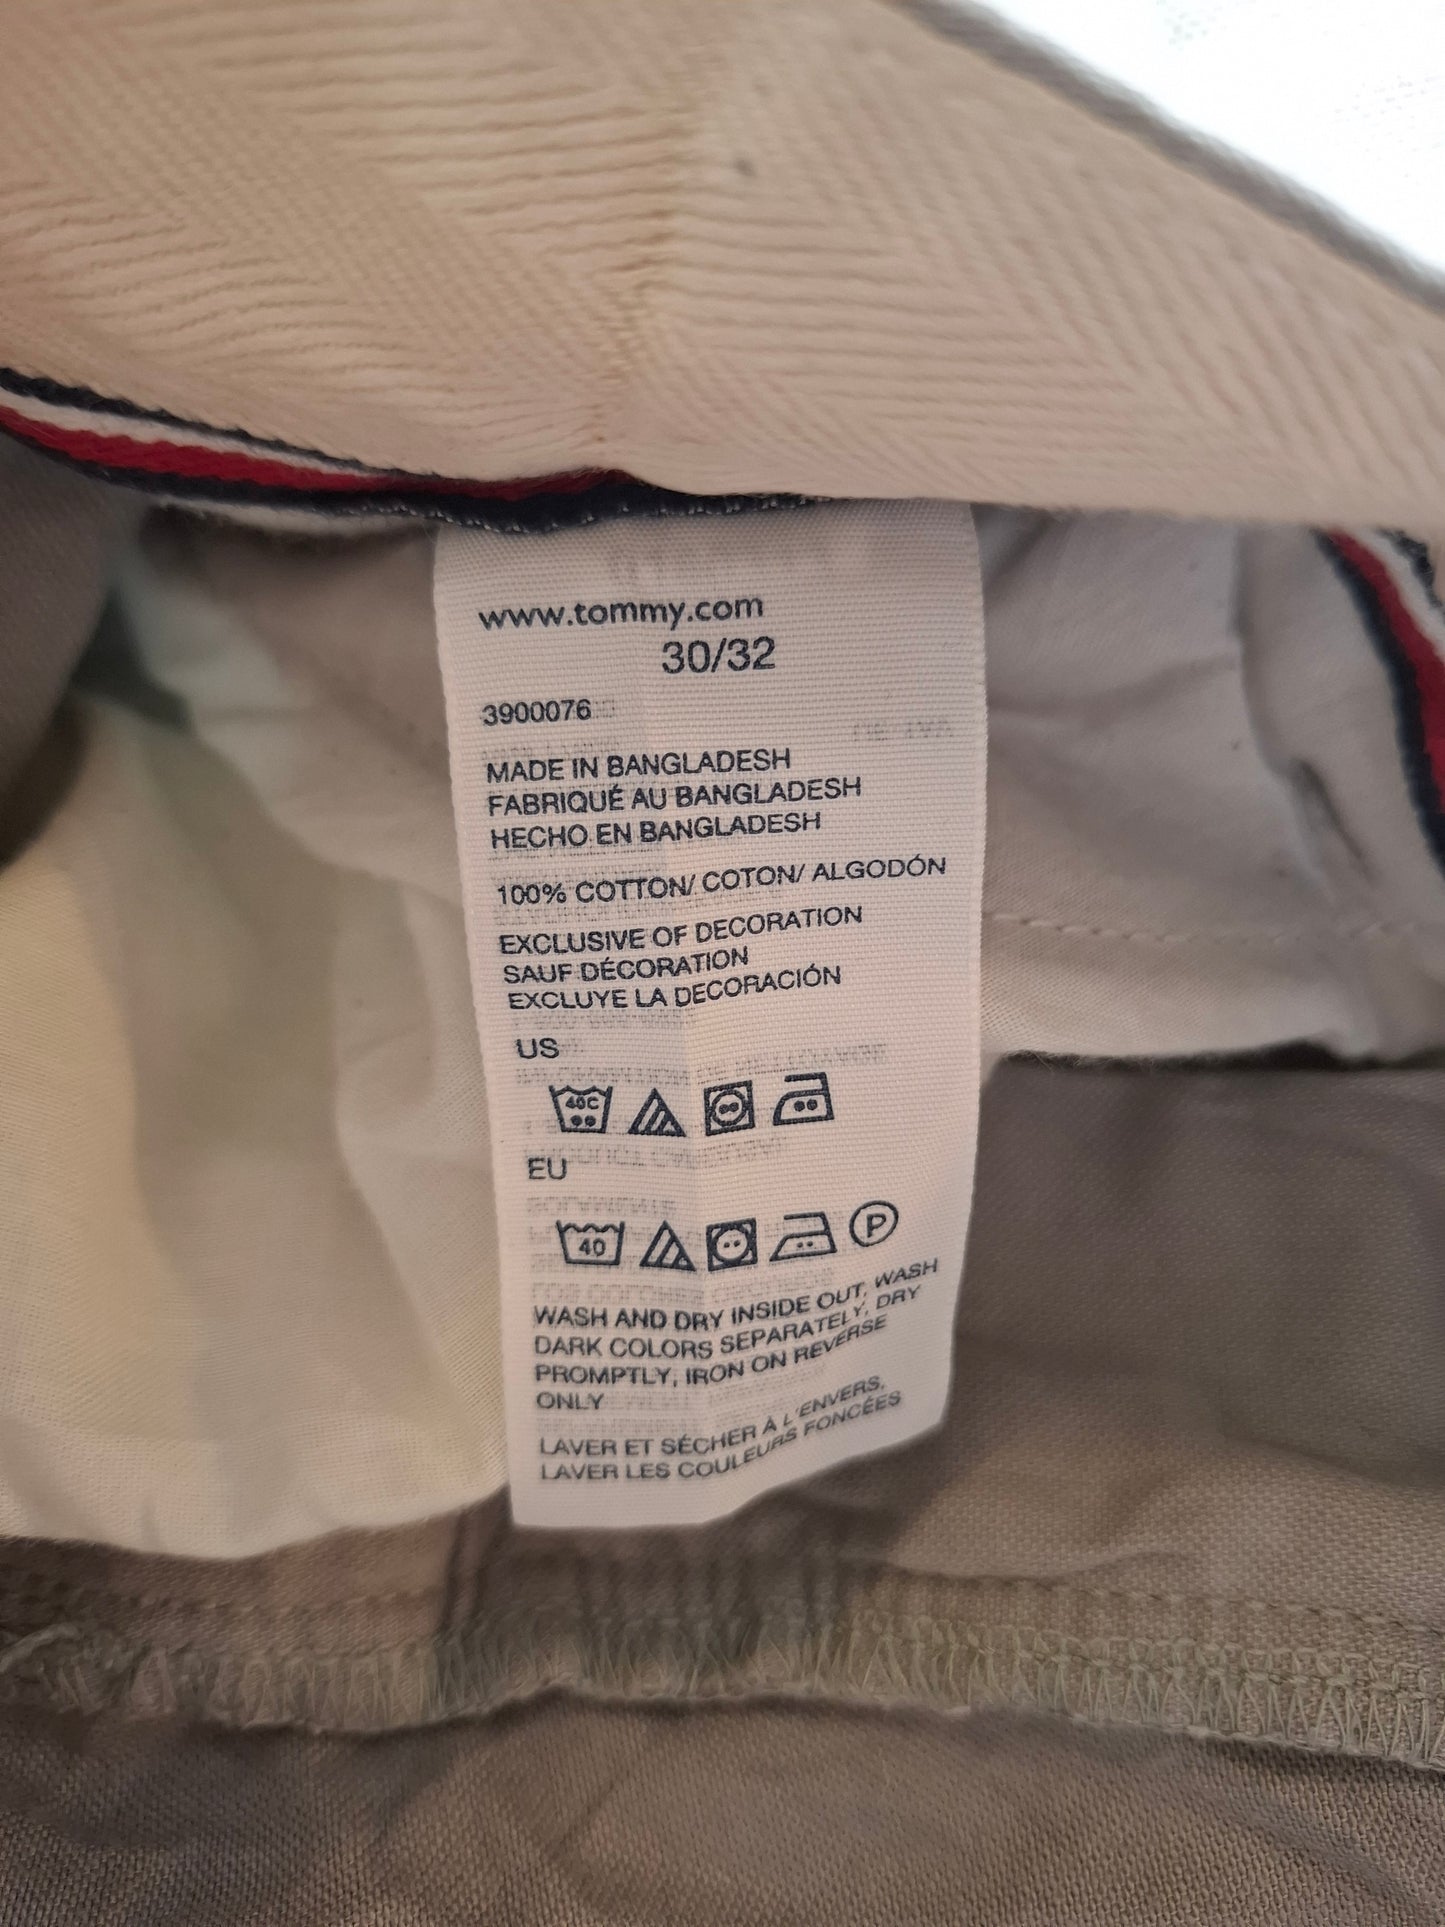 www.tommy.com
30/32
3900076
MADE IN BANGLADESH
FABRIQUÉ AU BANGLADESH
HECHO EN BANGLADESH
100% COTTON/ COTON/ ALGODÓN
EXCLUSIVE OF DECORATION
SAUF DÉCORATION
EXCLUYE LA DECORACIÓN
US
40C
EU
40 P
WASH AND DRY INSIDE OUT, WASH
DARK COLORS SEPARATELY, DRY
PROMPTLY, IRON ON REVERSE
ONLY
LAVER ET SÉCHER À L'ENVERS,
LAVER LES COULEURS FONCÉES